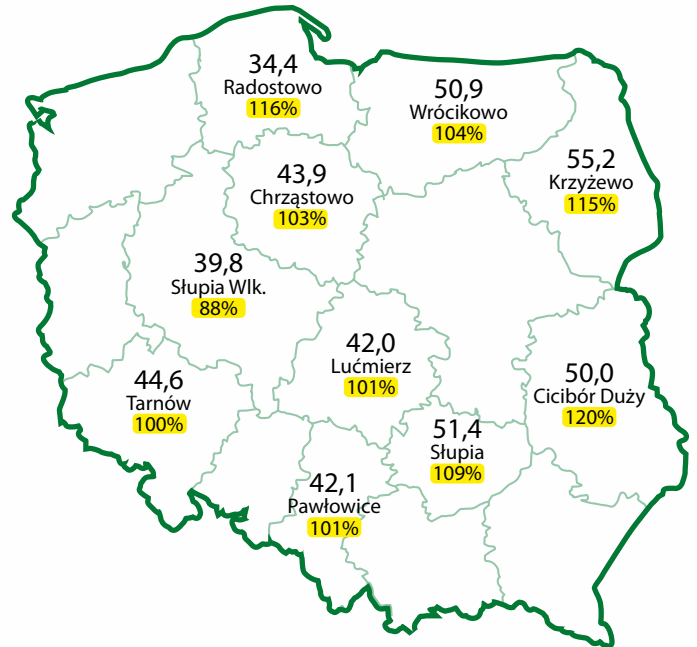 34,4
Radostowo
116%
50,9
Wrócikowo
104%
55,2
Krzyżewo
115%
43,9
Chrząstowo
103%
39,8
Słupia Wlk.
88%
42,0
Lućmierz
101%
44,6
Tarnów
100%
50,0
Cicibór Duży
120%
51,4
Słupia
109%
42,1
Pawłowice
101%